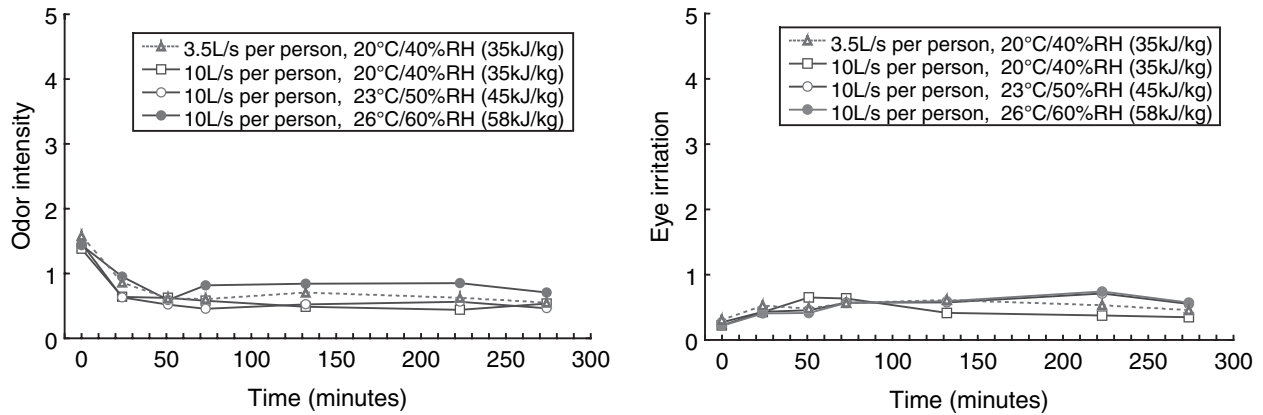 5
4
3
2
1
0
Odor intensity
3.5L/s per person, 20°C/40%RH (35kJ/kg)
10L/s per person, 20°C/40%RH (35kJ/kg)
10L/s per person, 23°C/50%RH (45kJ/kg)
10L/s per person, 26°C/60%RH (58kJ/kg)
0 50 100 150 200 250 300
Time (minutes)
5
4
3
2
1
0
Eye irritation
3.5L/s per person, 20°C/40%RH (35kJ/kg)
10L/s per person, 20°C/40%RH (35kJ/kg)
10L/s per person, 23°C/50%RH (45kJ/kg)
10L/s per person, 26°C/60%RH (58kJ/kg)
0 50 100 150 200 250 300
Time (minutes)